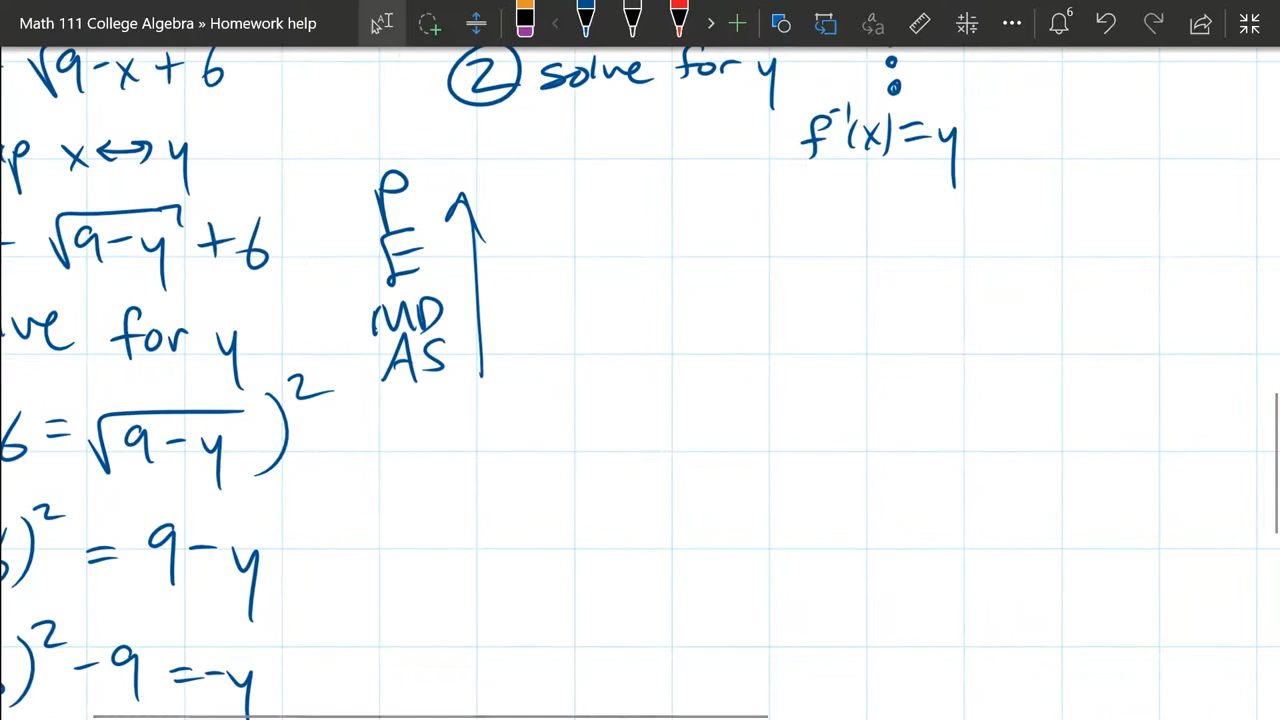 Math 111 College Algebra » Homework help
6
√9-x+6
② solve for y
f⁻¹(x)=y
x ↔ y
P
E
MD
AS
√9-y +6
for y
6 = √9-y )²
)² = 9-y
)² -9 =-y